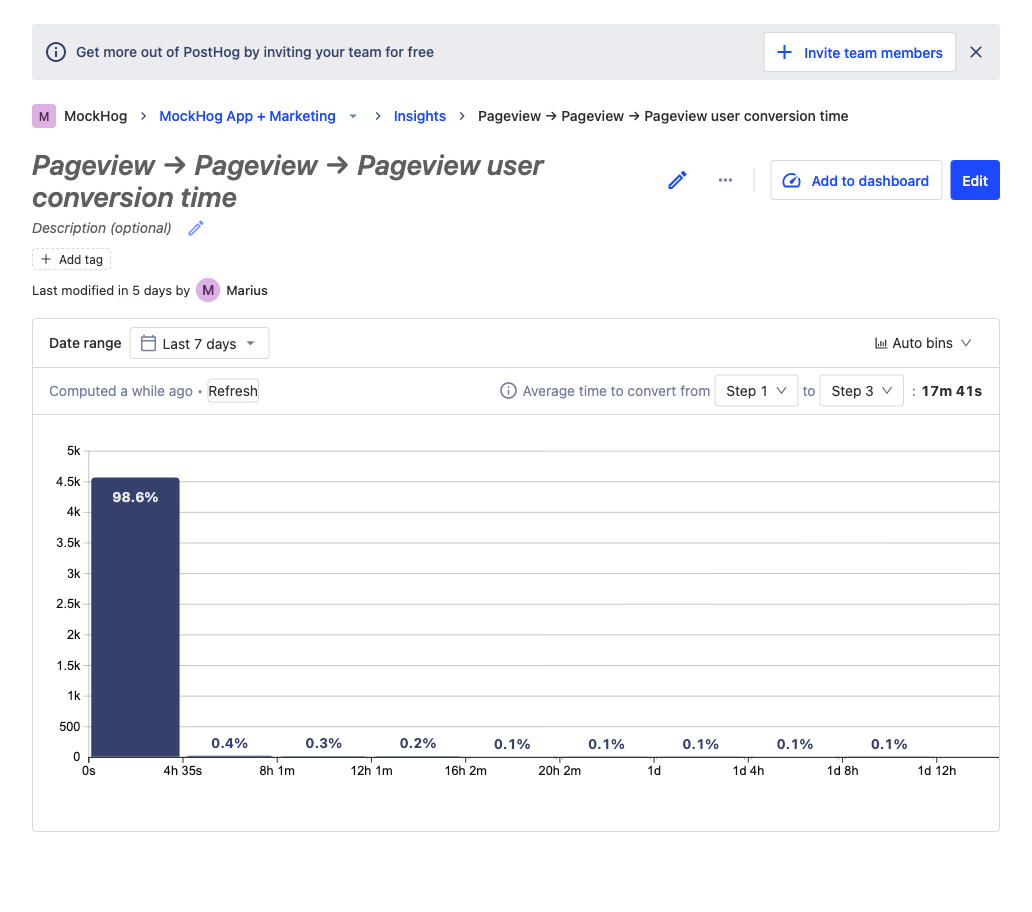 Get more out of PostHog by inviting your team for free
Invite team members
M MockHog > MockHog App + Marketing > Insights > Pageview → Pageview → Pageview user conversion time
Pageview → Pageview → Pageview user
conversion time
Add to dashboard
Edit
Description (optional)
+ Add tag
Last modified in 5 days by M Marius
Date range Last 7 days
Auto bins
Computed a while ago • Refresh
Average time to convert from Step 1 to Step 3 : 17m 41s
5k
4.5k
4k
3.5k
3k
2.5k
2k
1.5k
1k
500
0
98.6% 0.4% 0.3% 0.2% 0.1% 0.1% 0.1% 0.1% 0.1%
0s 4h 35s 8h 1m 12h 1m 16h 2m 20h 2m 1d 1d 4h 1d 8h 1d 12h